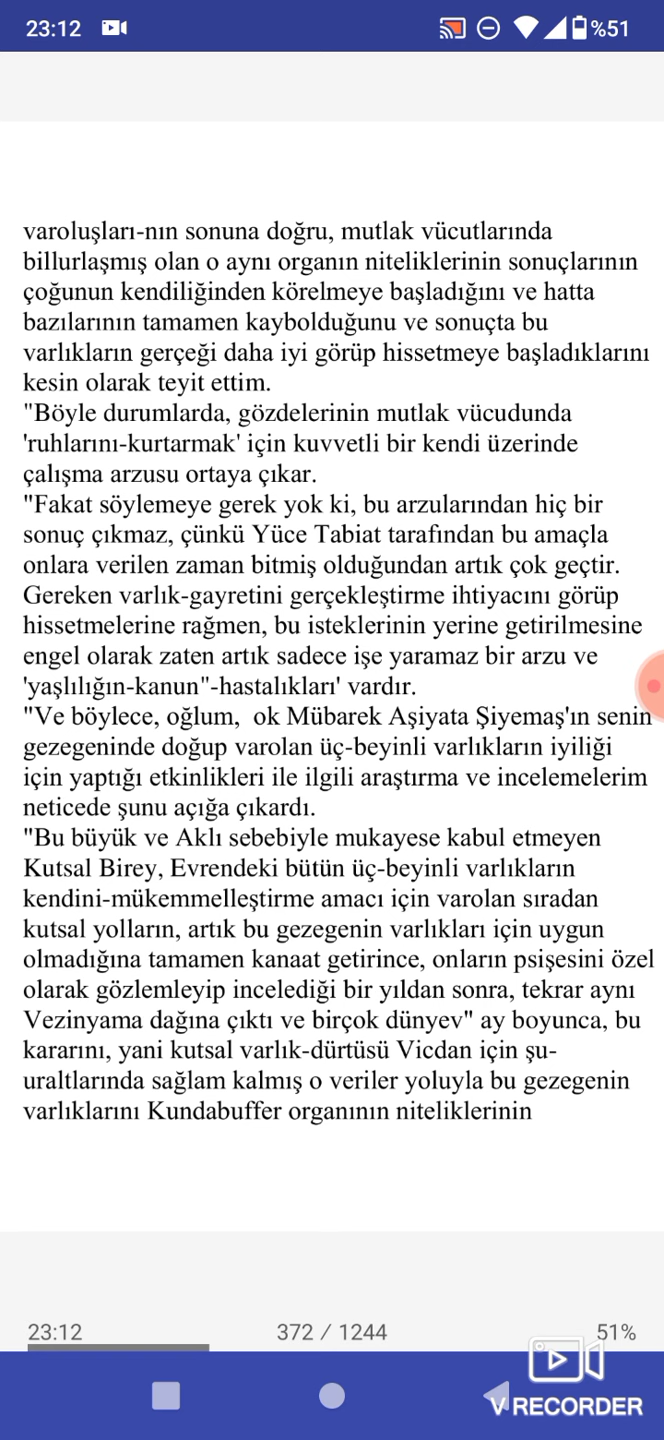 23:12
%51
varoluşları-nın sonuna doğru, mutlak vücutlarında
billurlaşmış olan o aynı organın niteliklerinin sonuçlarının
çoğunun kendiliğinden körelmeye başladığını ve hatta
bazılarının tamamen kaybolduğunu ve sonuçta bu
varlıkların gerçeği daha iyi görüp hissetmeye başladıklarını
kesin olarak teyit ettim.
"Böyle durumlarda, gözdelerinin mutlak vücudunda
'ruhlarını-kurtarmak' için kuvvetli bir kendi üzerinde
çalışma arzusu ortaya çıkar.
"Fakat söylemeye gerek yok ki, bu arzularından hiç bir
sonuç çıkmaz, çünkü Yüce Tabiat tarafından bu amaçla
onlara verilen zaman bitmiş olduğundan artık çok geçtir.
Gereken varlık-gayretini gerçekleştirme ihtiyacını görüp
hissetmelerine rağmen, bu isteklerinin yerine getirilmesine
engel olarak zaten artık sadece işe yaramaz bir arzu ve
'yaşlılığın-kanun"-hastalıkları' vardır.
"Ve böylece, oğlum,  ok Mübarek Aşiyata Şiyemaş'ın senin
gezegeninde doğup varolan üç-beyinli varlıkların iyiliği
için yaptığı etkinlikleri ile ilgili araştırma ve incelemelerim
neticede şunu açığa çıkardı.
"Bu büyük ve Aklı sebebiyle mukayese kabul etmeyen
Kutsal Birey, Evrendeki bütün üç-beyinli varlıkların
kendini-mükemmelleştirme amacı için varolan sıradan
kutsal yolların, artık bu gezegenin varlıkları için uygun
olmadığına tamamen kanaat getirince, onların psişesini özel
olarak gözlemleyip incelediği bir yıldan sonra, tekrar aynı
Vezinyama dağına çıktı ve birçok dünyev" ay boyunca, bu
kararını, yani kutsal varlık-dürtüsü Vicdan için şu-
uraltlarında sağlam kalmış o veriler yoluyla bu gezegenin
varlıklarını Kundabuffer organının niteliklerinin
23:12
372 / 1244
51%
V RECORDER